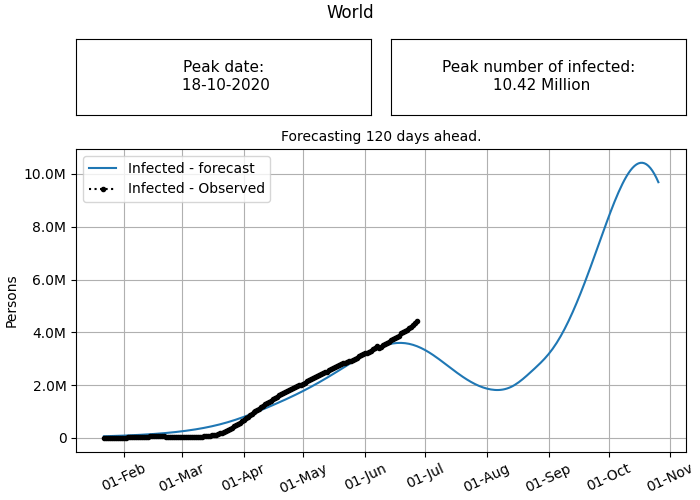 World
Peak date:
18-10-2020
Peak number of infected:
10.42 Million
Forecasting 120 days ahead.
Infected - forecast
Infected - Observed
Persons
10.0M
8.0M
6.0M
4.0M
2.0M
0
01-Feb
01-Mar
01-Apr
01-May
01-Jun
01-Jul
01-Aug
01-Sep
01-Oct
01-Nov